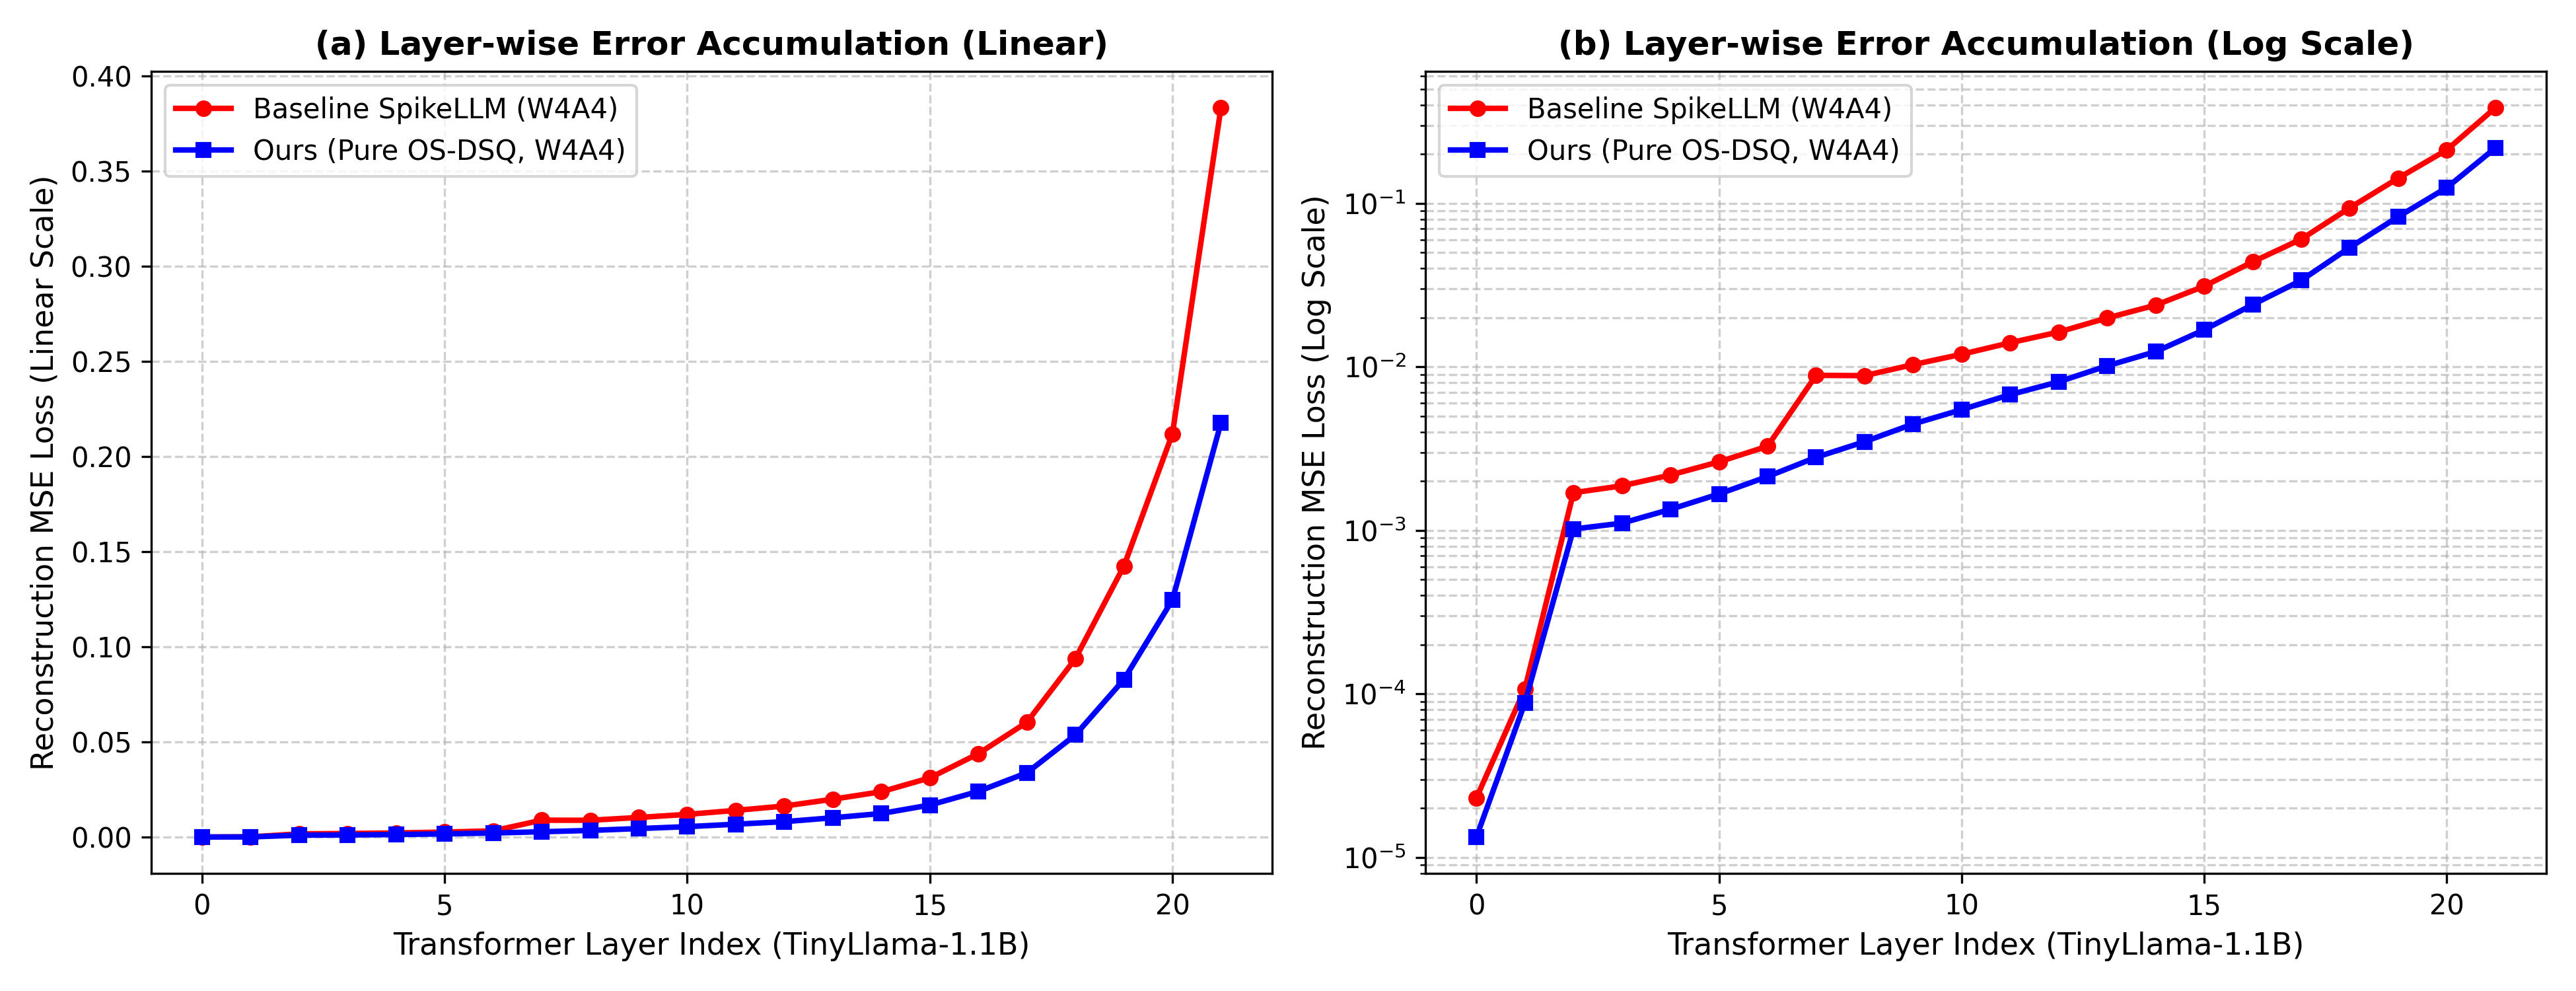 (a) Layer-wise Error Accumulation (Linear)
Baseline SpikeLLM (W4A4)
Ours (Pure OS-DSQ, W4A4)
Reconstruction MSE Loss (Linear Scale)
0.40
0.35
0.30
0.25
0.20
0.15
0.10
0.05
0.00
0 5 10 15 20
Transformer Layer Index (TinyLlama-1.1B)
(b) Layer-wise Error Accumulation (Log Scale)
Baseline SpikeLLM (W4A4)
Ours (Pure OS-DSQ, W4A4)
Reconstruction MSE Loss (Log Scale)
10⁻¹
10⁻²
10⁻³
10⁻⁴
10⁻⁵
0 5 10 15 20
Transformer Layer Index (TinyLlama-1.1B)